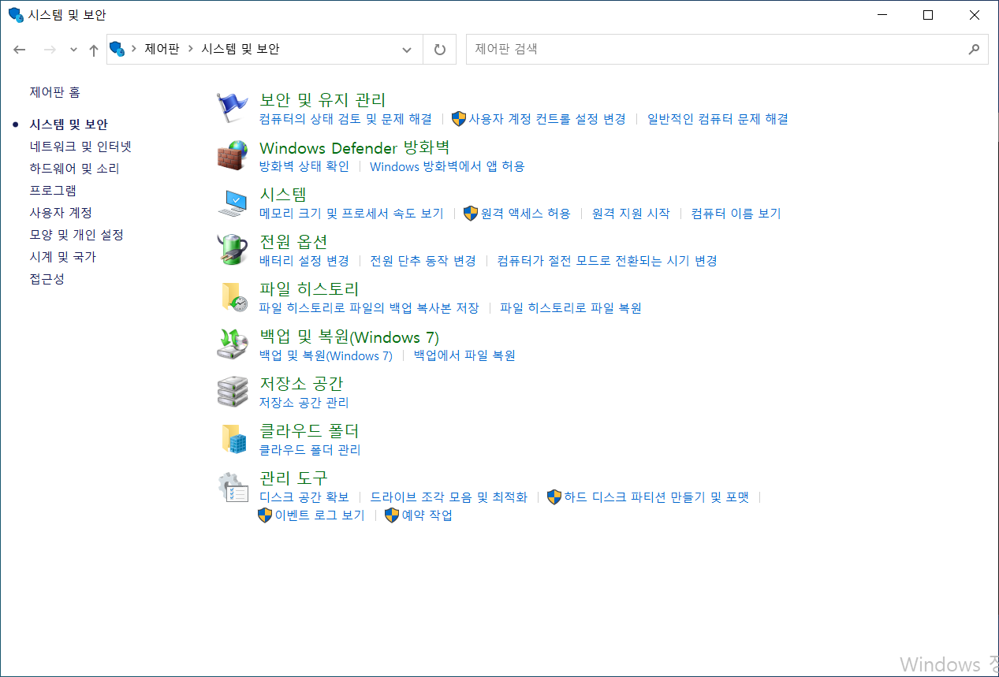 시스템 및 보안
제어판 시스템 및 보안
제어판 검색
제어판 홈
시스템 및 보안
네트워크 및 인터넷
하드웨어 및 소리
프로그램
사용자 계정
모양 및 개인 설정
시계 및 국가
접근성
보안 및 유지 관리
컴퓨터의 상태 검토 및 문제 해결 사용자 계정 컨트롤 설정 변경 일반적인 컴퓨터 문제 해결
Windows Defender 방화벽
방화벽 상태 확인 Windows 방화벽에서 앱 허용
시스템
메모리 크기 및 프로세서 속도 보기 원격 액세스 허용 원격 지원 시작 컴퓨터 이름 보기
전원 옵션
배터리 설정 변경 전원 단추 동작 변경 컴퓨터가 절전 모드로 전환되는 시기 변경
파일 히스토리
파일 히스토리로 파일의 백업 복사본 저장 파일 히스토리로 파일 복원
백업 및 복원(Windows 7)
백업 및 복원(Windows 7) 백업에서 파일 복원
저장소 공간
저장소 공간 관리
클라우드 폴더
클라우드 폴더 관리
관리 도구
디스크 공간 확보 드라이브 조각 모음 및 최적화 하드 디스크 파티션 만들기 및 포맷
이벤트 로그 보기 예약 작업
Windows